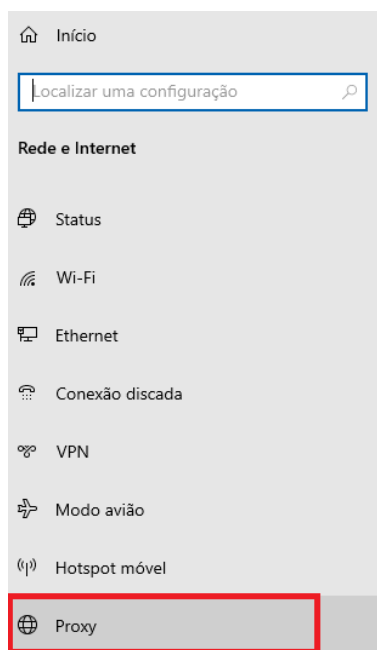 Início
Localizar uma configuração
Rede e Internet
Status
Wi-Fi
Ethernet
Conexão discada
VPN
Modo avião
Hotspot móvel
Proxy